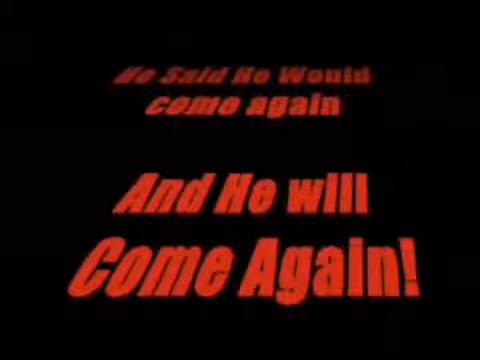 He Said He Would
come again
And He will
Come Again!